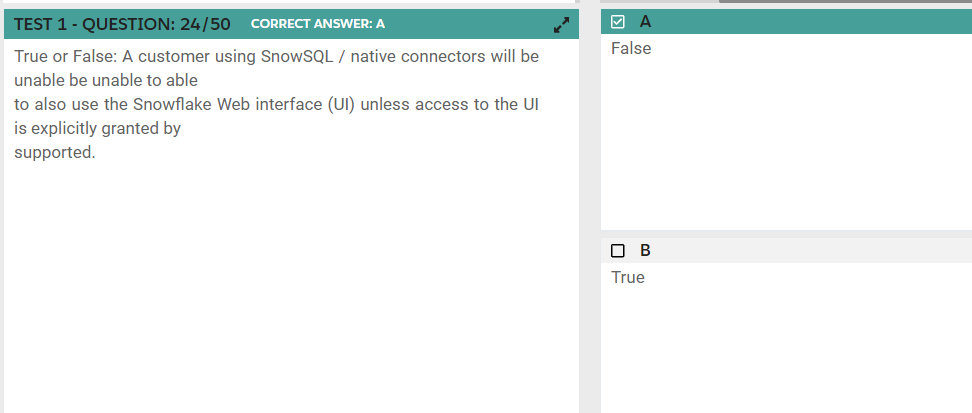 TEST 1 - QUESTION: 24/50 CORRECT ANSWER: A
True or False: A customer using SnowSQL / native connectors will be
unable be unable to able
to also use the Snowflake Web interface (UI) unless access to the UI
is explicitly granted by
supported.
A
False
B
True